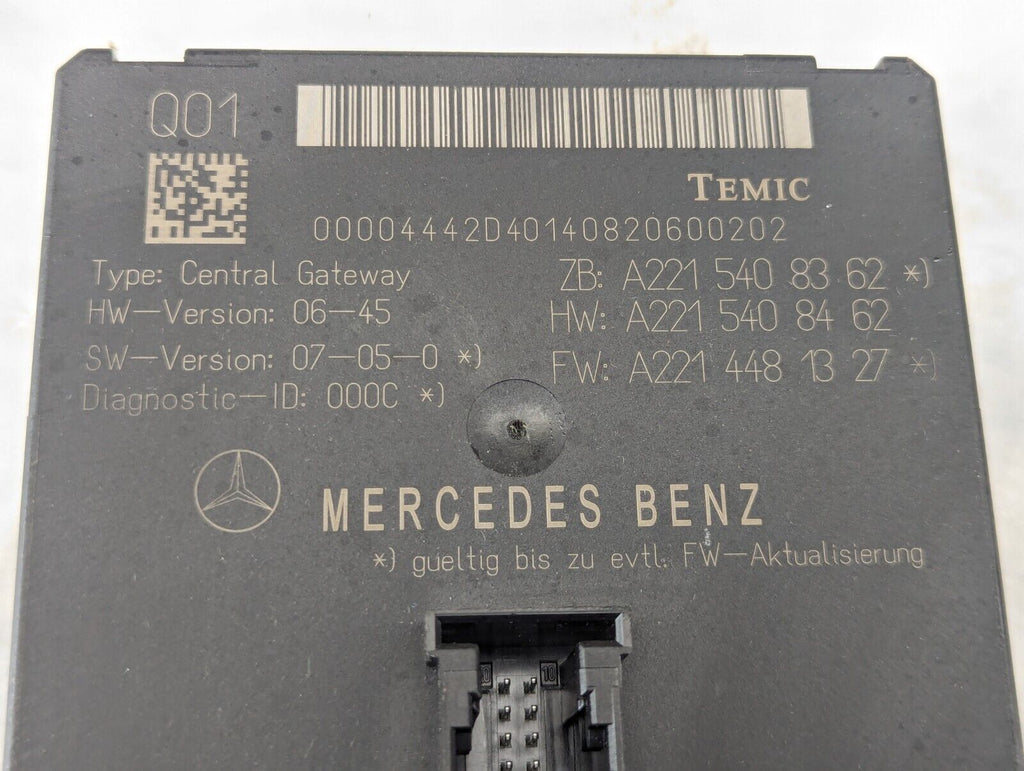 Q01
TEMIC
00004442D40140820600202
Type: Central Gateway
ZB: A221 540 83 62 *)
HW-Version: 06-45
HW: A221 540 84 62
SW-Version: 07-05-0 *)
FW: A221 448 13 27 *)
Diagnostic-ID: 000C *)
MERCEDES BENZ
*) gueltig bis zu evtl: FW-Aktualisierung
10